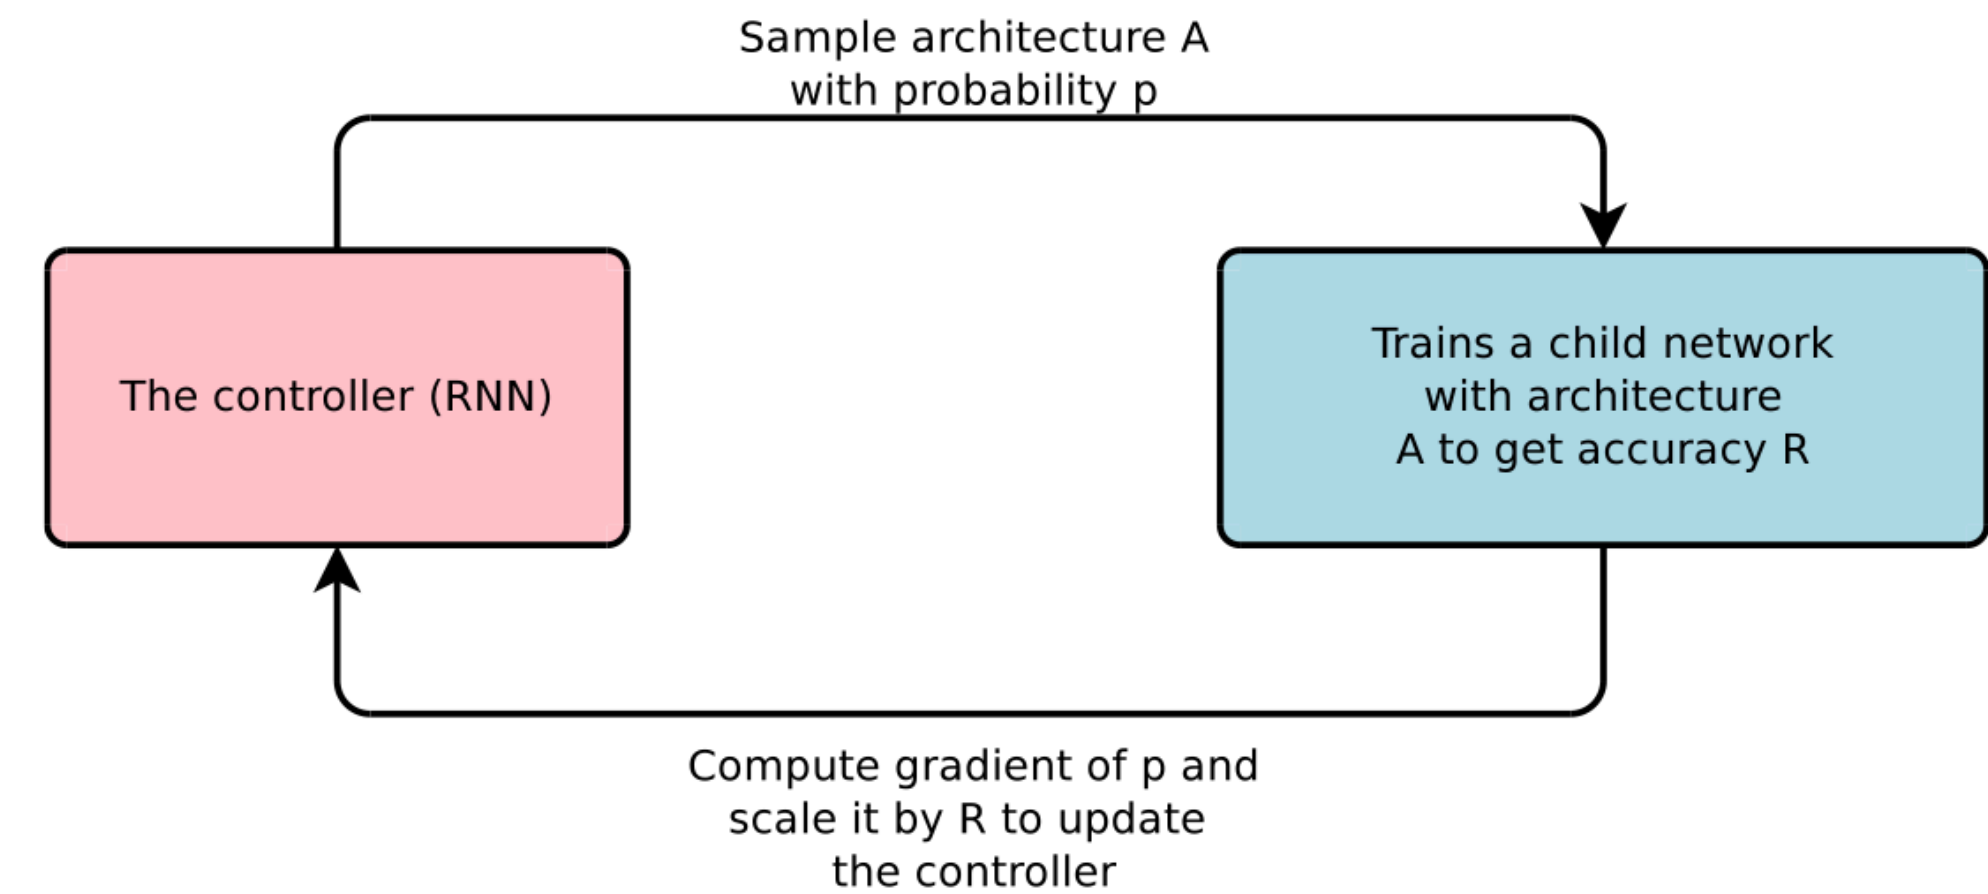 Sample architecture A
with probability p
The controller (RNN)
Trains a child network
with architecture
A to get accuracy R
Compute gradient of p and
scale it by R to update
the controller